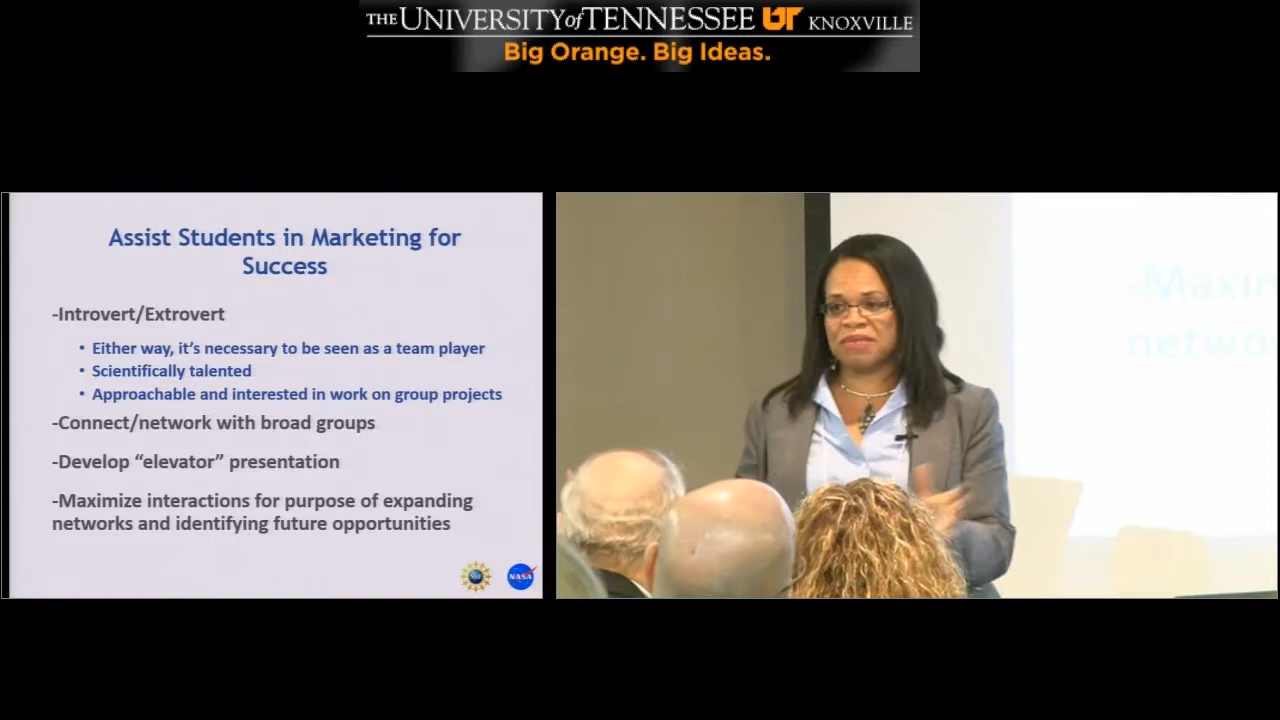 THE UNIVERSITY of TENNESSEE UT KNOXVILLE
Big Orange. Big Ideas.
Assist Students in Marketing for
Success
-Introvert/Extrovert
• Either way, it's necessary to be seen as a team player
• Scientifically talented
• Approachable and interested in work on group projects
-Connect/network with broad groups
-Develop “elevator” presentation
-Maximize interactions for purpose of expanding
networks and identifying future opportunities
NSF
NASA
-Maxim
netwo